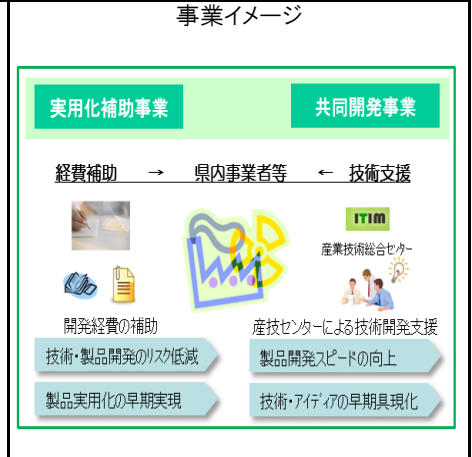 事業イメージ
実用化補助事業 共同開発事業
経費補助 → 県内事業者等 ← 技術支援
ITIM
産業技術総合センター
開発経費の補助 産技センターによる技術開発支援
技術・製品開発のリスク低減 製品開発スピードの向上
製品実用化の早期実現 技術・アイディアの早期具現化